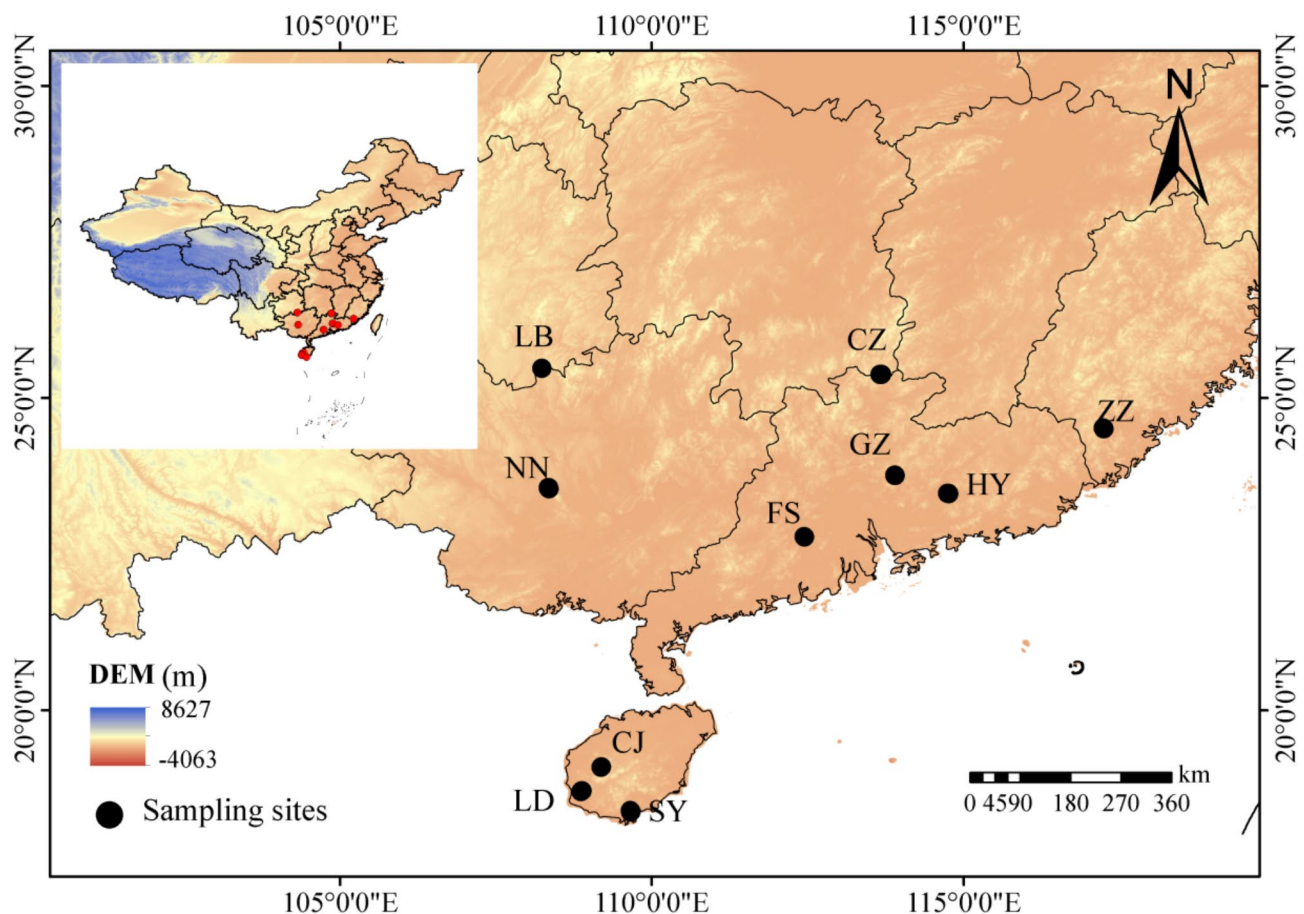 105°0'0"E 110°0'0"E 115°0'0"E
30°0'0"N 30°0'0"N
N
LB CZ
25°0'0"N 25°0'0"N
ZZ
GZ
NN HY
FS
DEM (m)
8627
20°0'0"N 20°0'0"N
-4063
CJ
km
LD SY
0 4590 180 270 360
Sampling sites
105°0'0"E 110°0'0"E 115°0'0"E